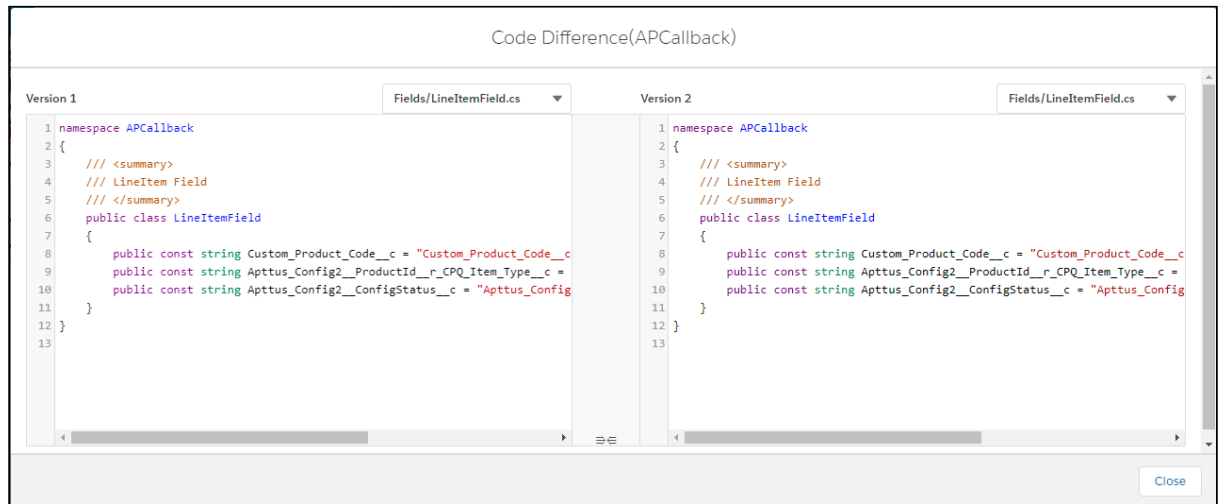 Code Difference(APCallback)
Version 1
Fields/LineItemField.cs
1 namespace APCallback
2 {
3 /// <summary>
4 /// LineItem Field
5 /// </summary>
6 public class LineItemField
7 {
8 public const string Custom_Product_Code__c = "Custom_Product_Code__c
9 public const string Apttus_Config2__ProductId__r_CPQ_Item_Type__c =
10 public const string Apttus_Config2__ConfigStatus__c = "Apttus_Config
11 }
12 }
13
Version 2
Fields/LineItemField.cs
1 namespace APCallback
2 {
3 /// <summary>
4 /// LineItem Field
5 /// </summary>
6 public class LineItemField
7 {
8 public const string Custom_Product_Code__c = "Custom_Product_Code__c
9 public const string Apttus_Config2__ProductId__r_CPQ_Item_Type__c =
10 public const string Apttus_Config2__ConfigStatus__c = "Apttus_Config
11 }
12 }
13
Close